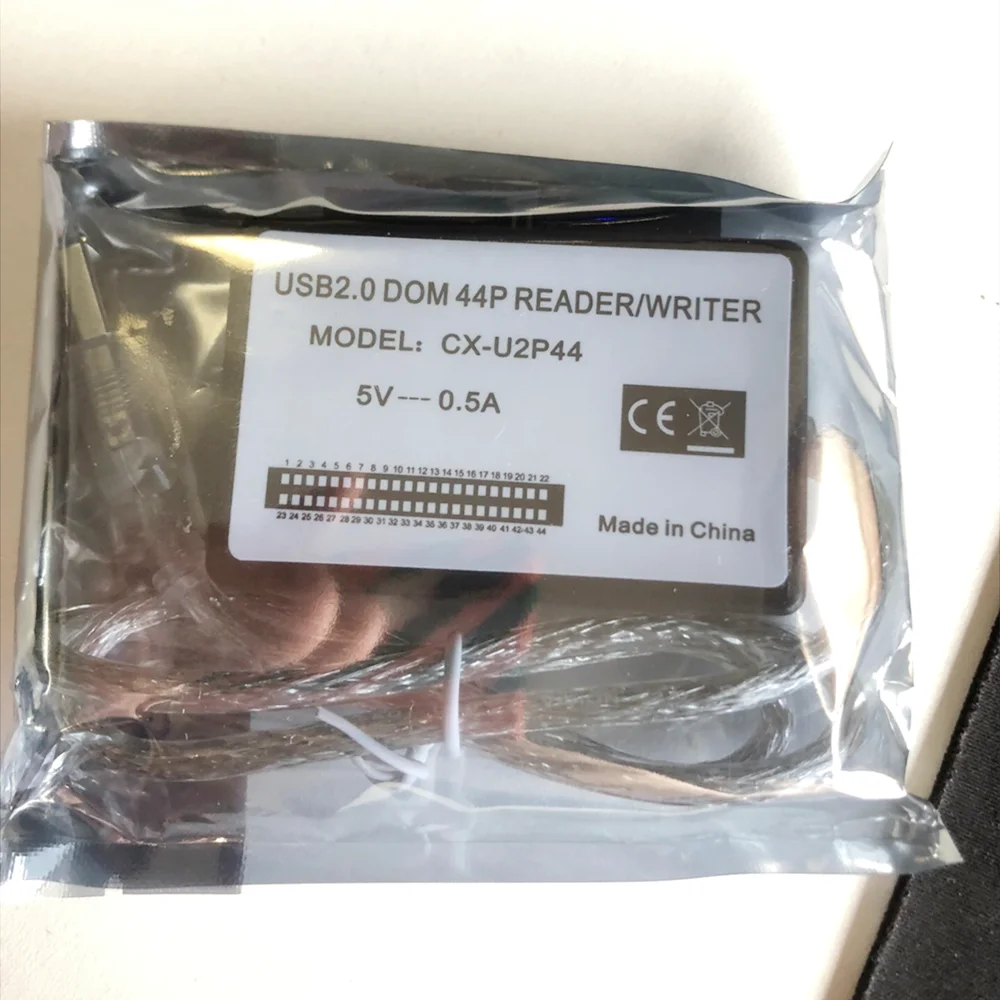 USB2.0 DOM 44P READER/WRITER
MODEL: CX-U2P44
5V --- 0.5A
CE
1 2 3 4 5 6 7 8 9 10 11 12 13 14 15 16 17 18 19 20 21 22
23 24 25 26 27 28 29 30 31 32 33 34 35 36 37 38 39 40 41 42-43 44
Made in China